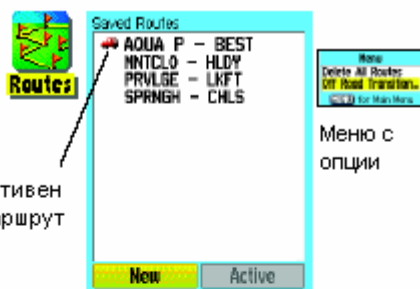 Routes
Saved Routes
AQUA P – BEST
MNTCLO – HLDY
PRVLGE – LKFT
SPRNGH – CHLS
New
Active
Menu
Delete All Routes
Off Road Transition.
for Main Menu
Меню с
опции
тивен
ршрут